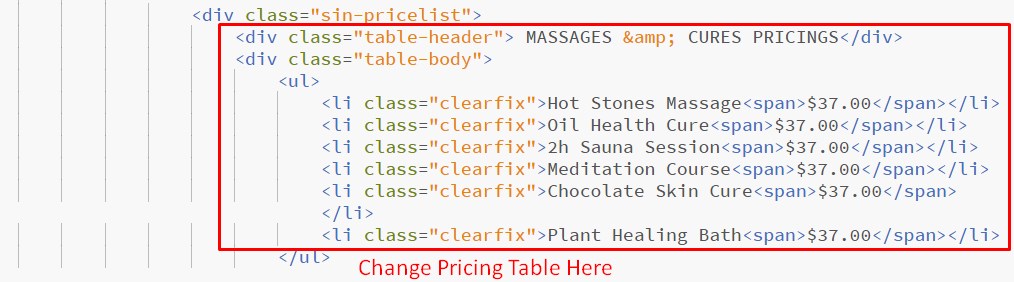 <div class="sin-pricelist">
<div class="table-header"> MASSAGES &amp; CURES PRICINGS</div>
<div class="table-body">
<ul>
<li class="clearfix">Hot Stones Massage<span>$37.00</span></li>
<li class="clearfix">Oil Health Cure<span>$37.00</span></li>
<li class="clearfix">2h Sauna Session<span>$37.00</span></li>
<li class="clearfix">Meditation Course<span>$37.00</span></li>
<li class="clearfix">Chocolate Skin Cure<span>$37.00</span>
</li>
<li class="clearfix">Plant Healing Bath<span>$37.00</span></li>
</ul>
Change Pricing Table Here